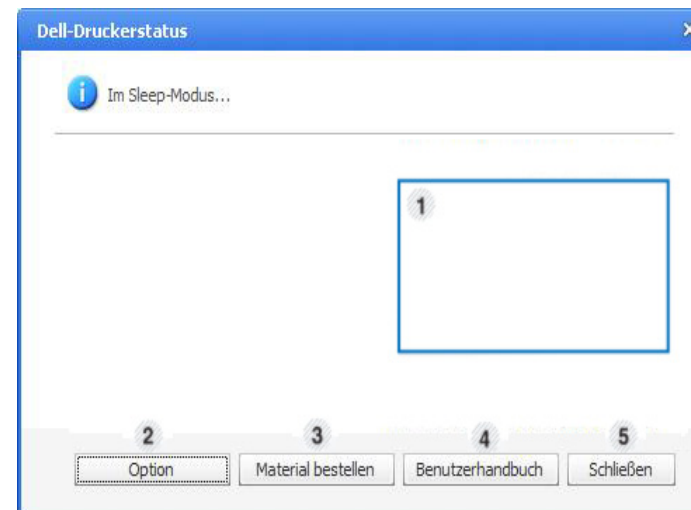 Dell-Druckerstatus
Im Sleep-Modus...
1
2 3 4 5
Option Material bestellen Benutzerhandbuch Schließen